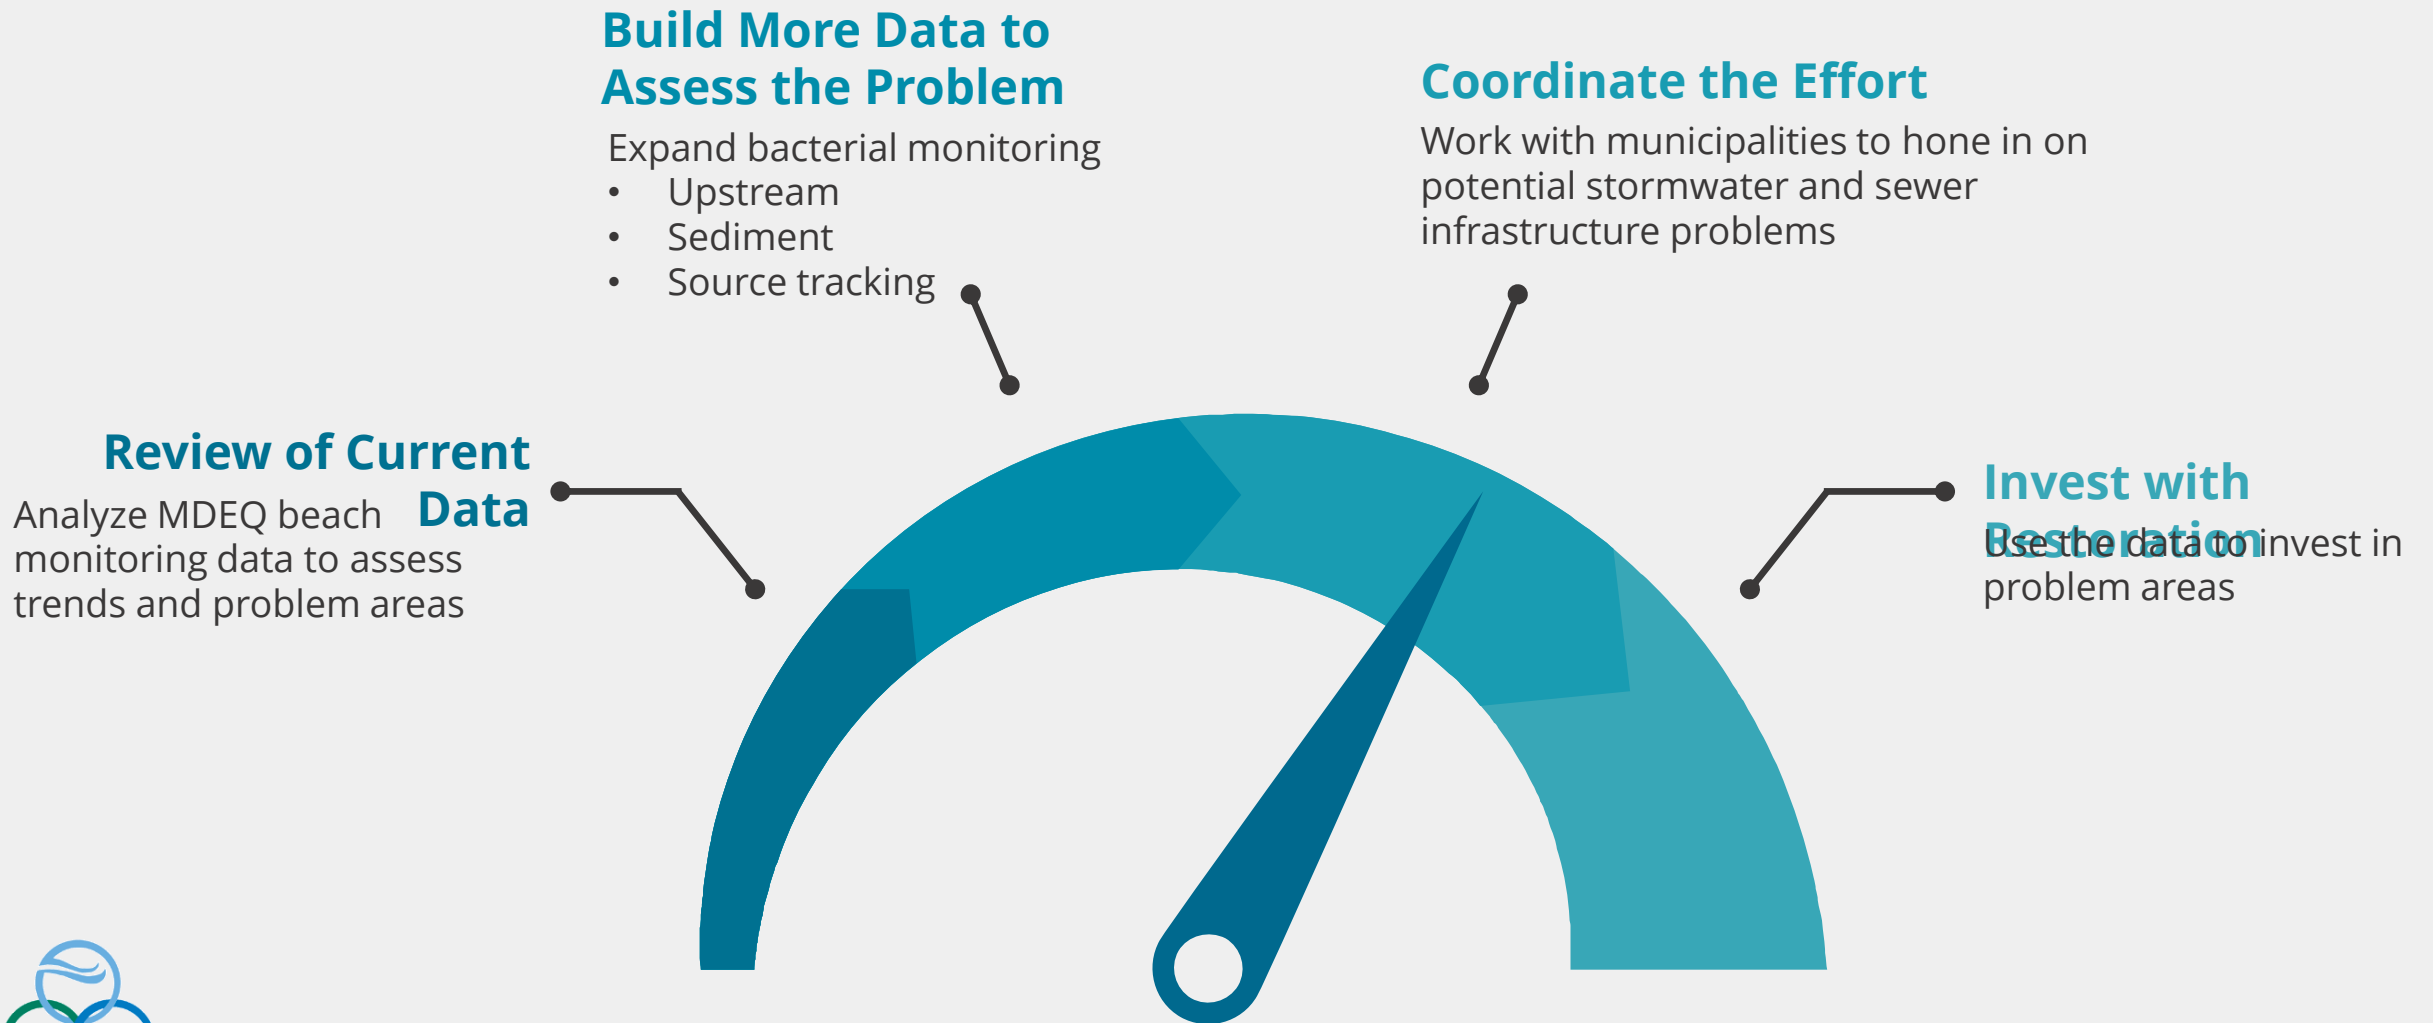 Build More Data to
Assess the Problem
Expand bacterial monitoring
• Upstream
• Sediment
• Source tracking
Coordinate the Effort
Work with municipalities to hone in on
potential stormwater and sewer
infrastructure problems
Review of Current
Data
Analyze MDEQ beach
monitoring data to assess
trends and problem areas
Invest with
Restoration
Use the data to invest in
problem areas